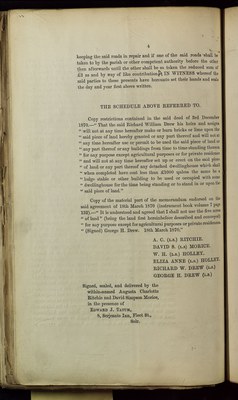 4
keeping the said roads in repair and if one of the said roads shall be
taken to by the parish or other competent authority before the other
then afterwards until the other shall be so taken the reduced sum of
£3 as and by way of like contribution IN WITNESS whereof the
said parties to these presents have hereunto set their hands and seals
the day and year first above written.
THE SCHEDULE ABOVE REFERRED TO.
Copy restrictions contained in the said deed of 3rd December
1870.—" That the said Richard William Drew his heirs and assigns
" will not at any time hereafter make or burn bricks or lime upon the
" said piece of land hereby granted or any part thereof and will not at
" any time hereafter use or permit to be used the said piece of land or
" any part thereof or any buildings from time to time standing thereon
" for any purpose except agricultural purposes or for private residence
" and will not at any time hereafter set up or erect on the said piece
" of land or any part thereof any detached dwellinghouse which shall
" when completed have cost less than £1000 unless the same be a
" lodge stable or other building to be used or occupied with some
" dwellinghouse for the time being standing or to stand in or upon the
" said piece of land."
Copy of the material part of the memorandum endorsed on the
said agreement of 16th March 1870 (instrument book volume I page
122).—" It is understood and agreed that I shall not use the five acres
" of land " (being the land first hereinbefore described and conveyed)
" for any purpose except for agricultural purposes or private residences.
" (Signed) George H. Drew. 16th March 1870."
A. C. (L.S.) RITCHIE.
DAVID S. (L.S) MORICE.
W. H. (L.S.) HOLLEY.
ELIZA ANNE (L.S.) HOLLEY.
RICHARD W. DREW (L.S.)
GEORGE H. DREW (L.S.)
Signed, sealed, and delivered by the
within-named Augusta Charlotte
Ritchie and David Simpson Morice,
in the presence of
EDWARD J.
Serjeants Inn, Fleet St.,
Solr.